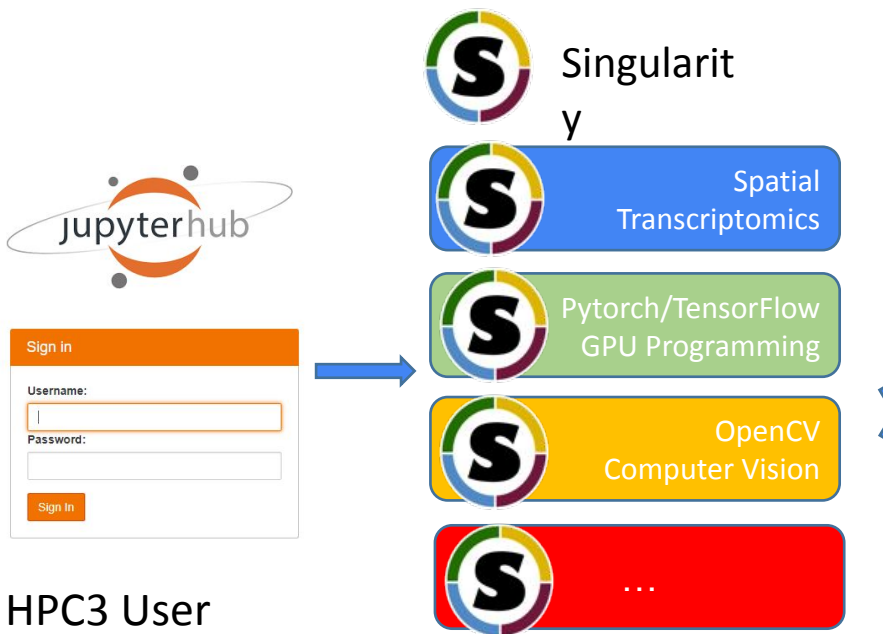 Singularit
y
jupyterhub
Sign in
Username:
Password:
Sign In
HPC3 User
S
S
Spatial
Transcriptomics
S
Pytorch/TensorFlow
GPU Programming
S
OpenCV
Computer Vision
S
...